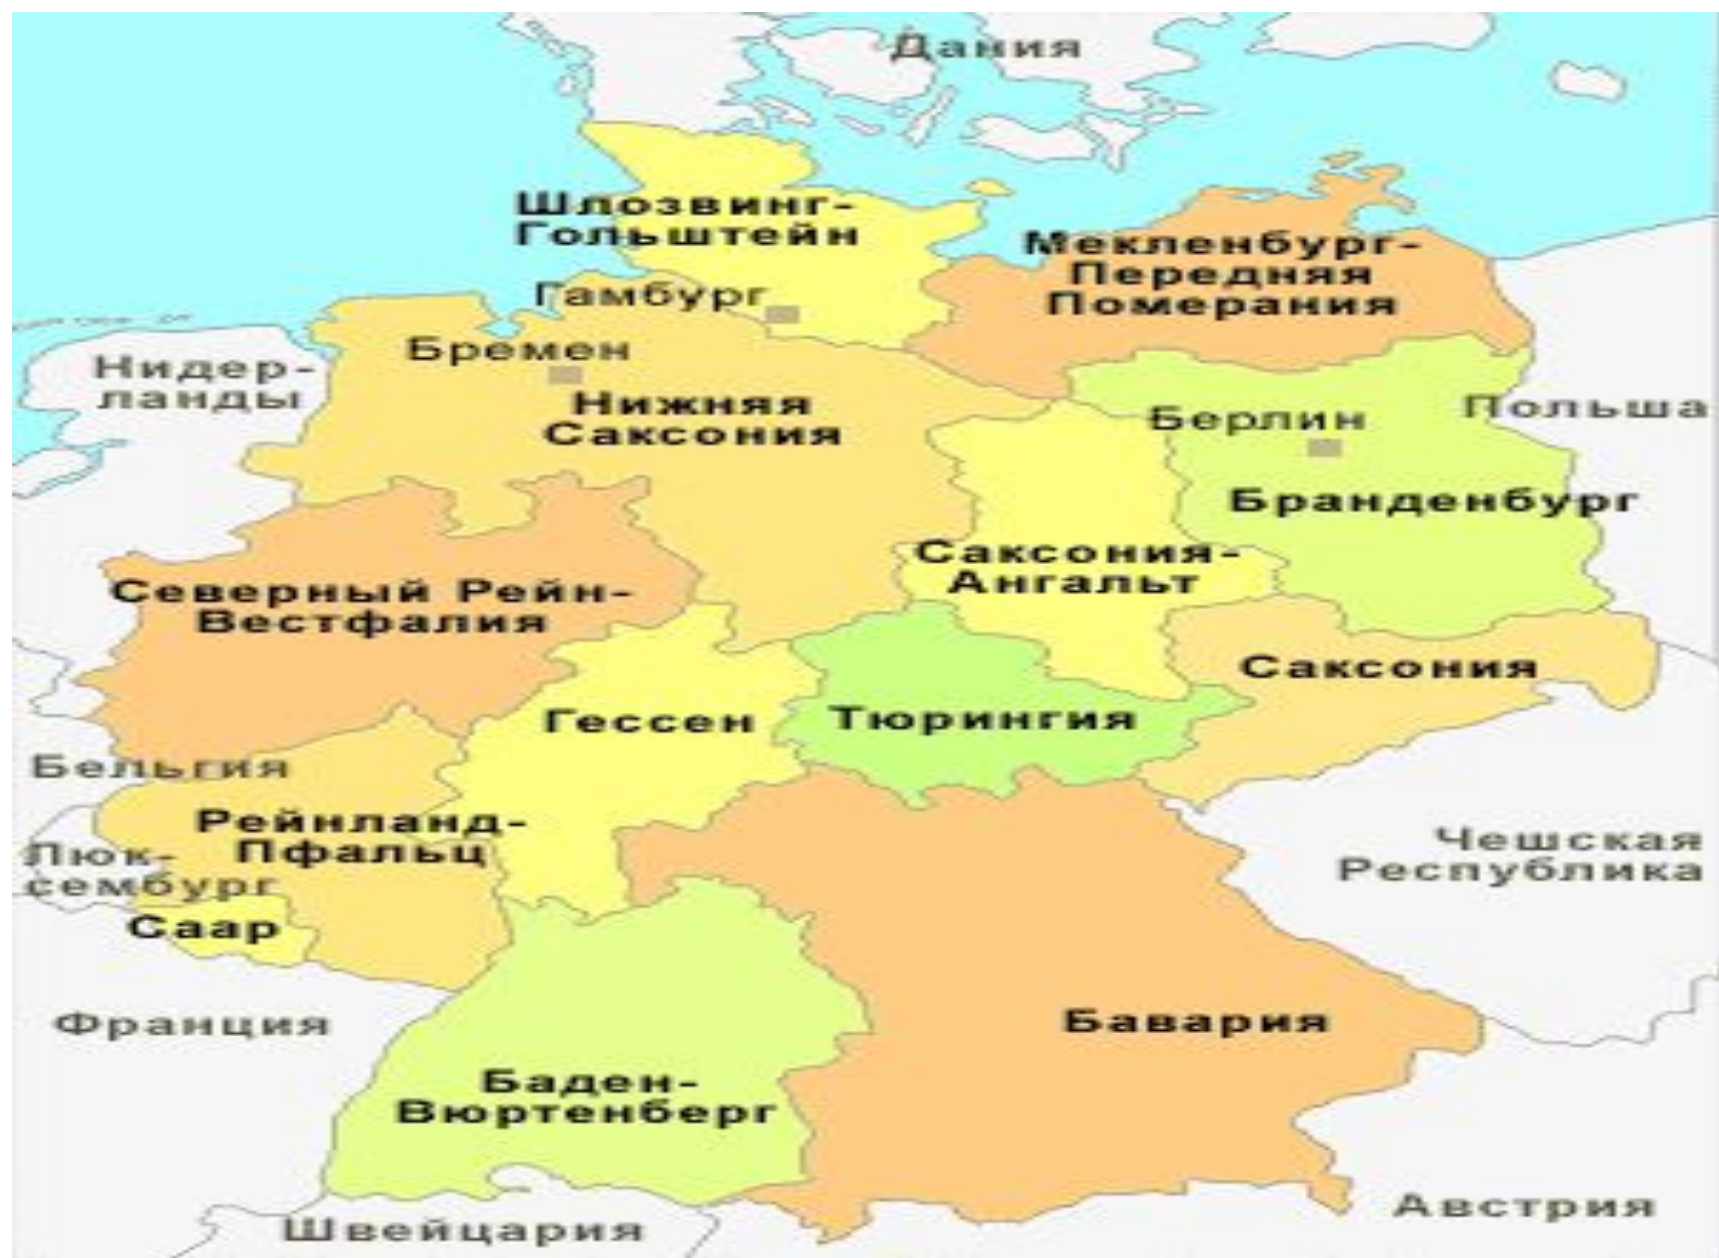 Дания
Шлозвинг-
Гольштейн
Мекленбург-
Передняя
Померания
Гамбург
Бремен
Нидер-
ланды
Нижняя
Саксония
Берлин
Польша
Бранденбург
Саксония-
Ангальт
Северный Рейн-
Вестфалия
Саксония
Гессен
Тюрингия
Бельгия
Рейнланд-
Пфальц
Люк-
сембург
Чешская
Республика
Саар
Франция
Бавария
Баден-
Вюртенберг
Австрия
Швейцария